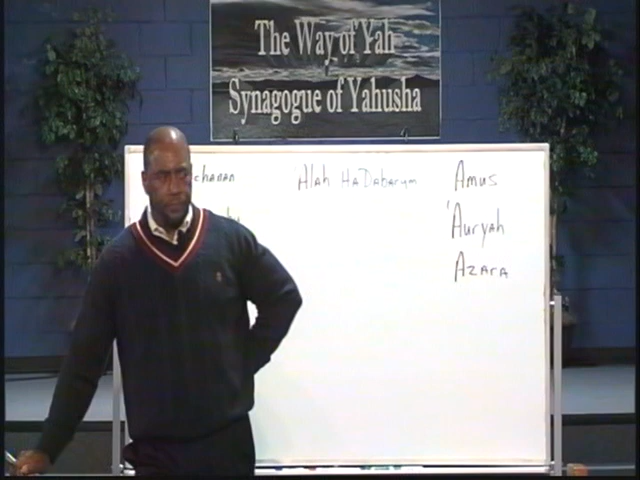 The Way of Yah
Synagogue of Yahusha
Alah HaDabarym
Amus
'Auryah
Azara